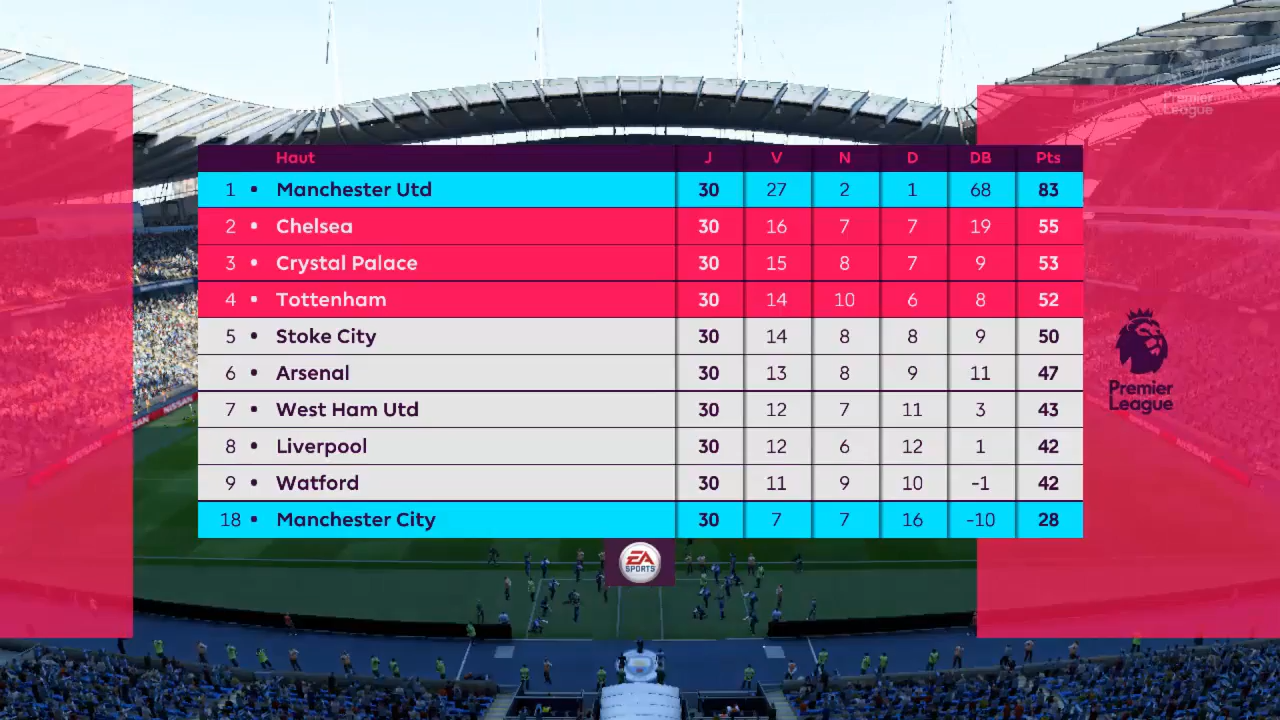 Premier
League
Haut J V N D DB Pts
1 • Manchester Utd 30 27 2 1 68 83
2 • Chelsea 30 16 7 7 19 55
3 • Crystal Palace 30 15 8 7 9 53
4 • Tottenham 30 14 10 6 8 52
5 • Stoke City 30 14 8 8 9 50
6 • Arsenal 30 13 8 9 11 47
7 • West Ham Utd 30 12 7 11 3 43
8 • Liverpool 30 12 6 12 1 42
9 • Watford 30 11 9 10 -1 42
18 • Manchester City 30 7 7 16 -10 28
Premier
League
NISSAN
NISSAN
EA
SPORTS